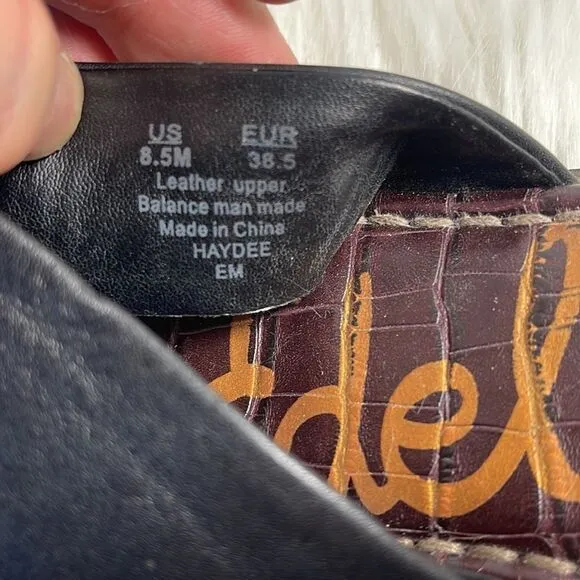 US EUR
8.5M 38.5
Leather upper
Balance man made
Made in China
HAYDEE
EM
del